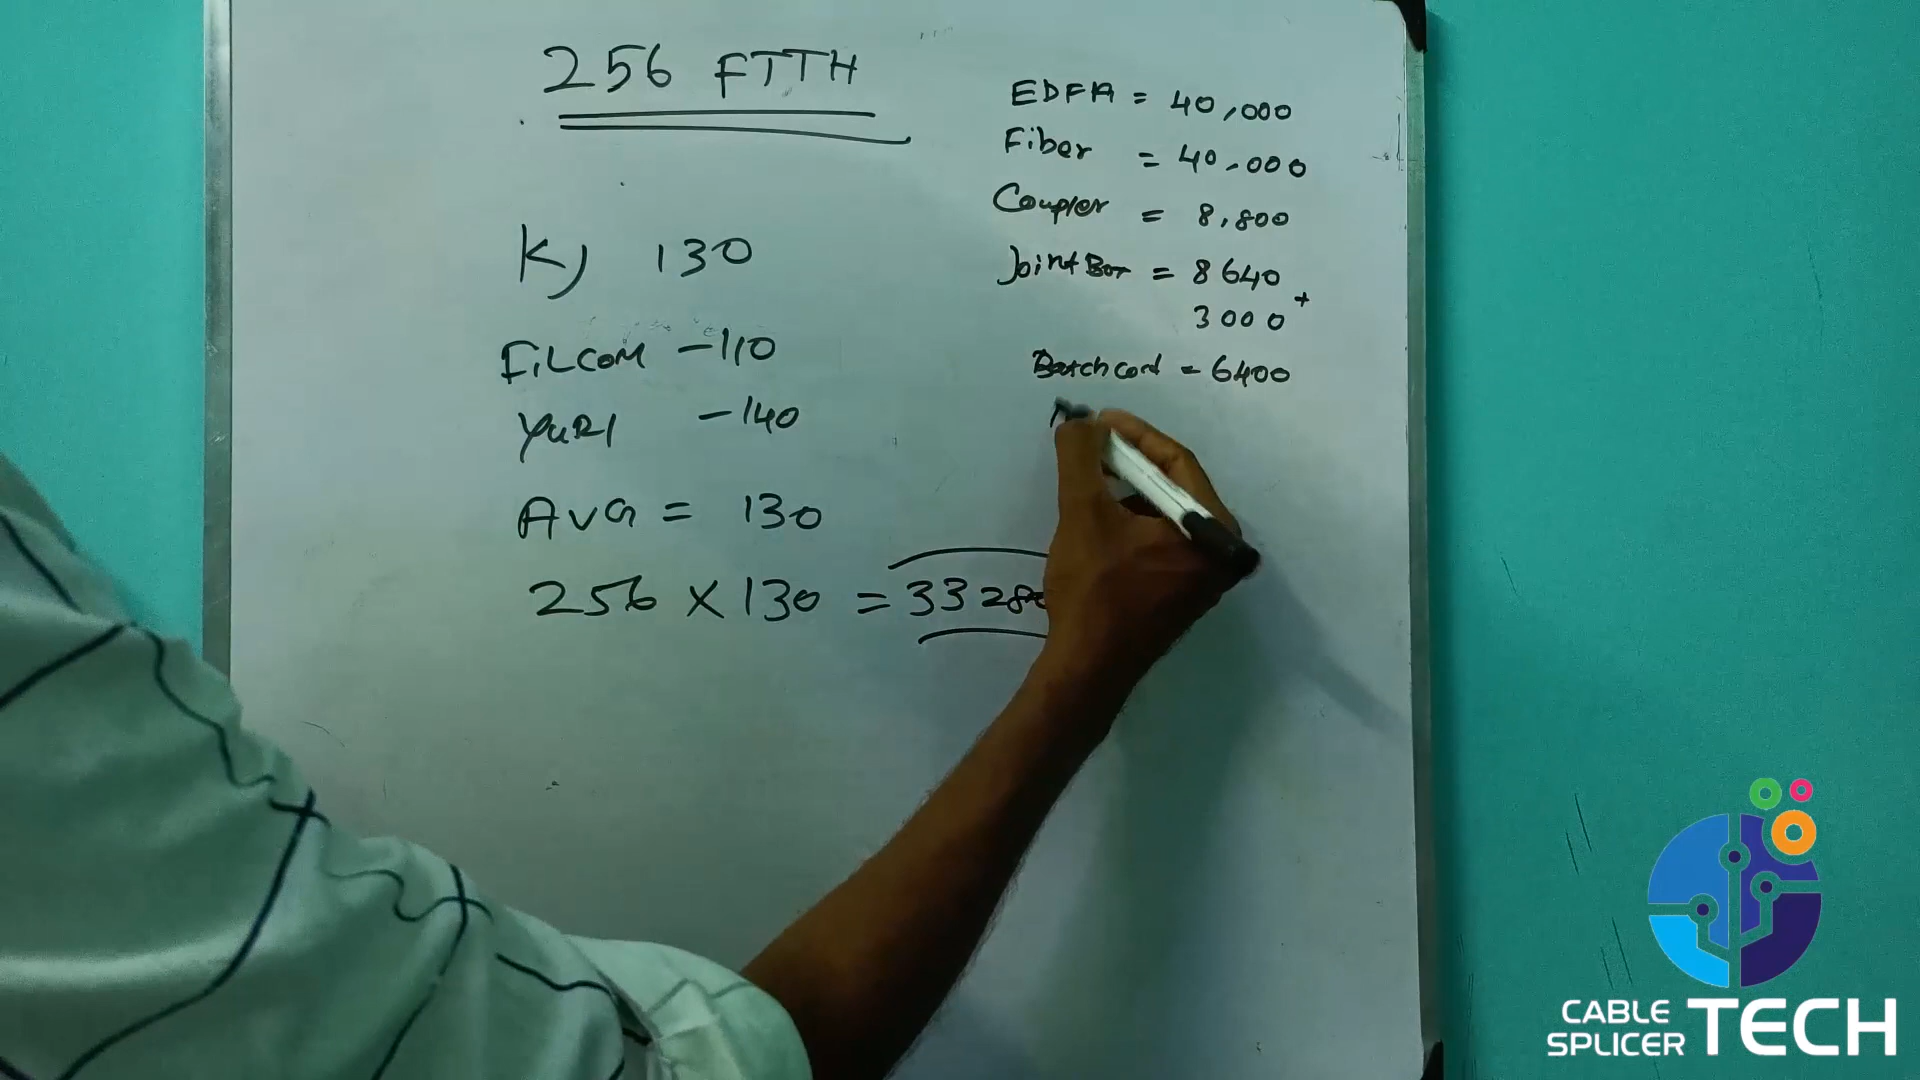 256 FTTH
KJ 130
FiLCOM - 110
YURI - 140
AVG = 130
256 X 130 = 33280
EDFA = 40,000
Fiber = 40,000
Coupler = 8,800
Joint Box = 8640
3000 +
Patch cord = 6400
CABLE
SPLICER TECH